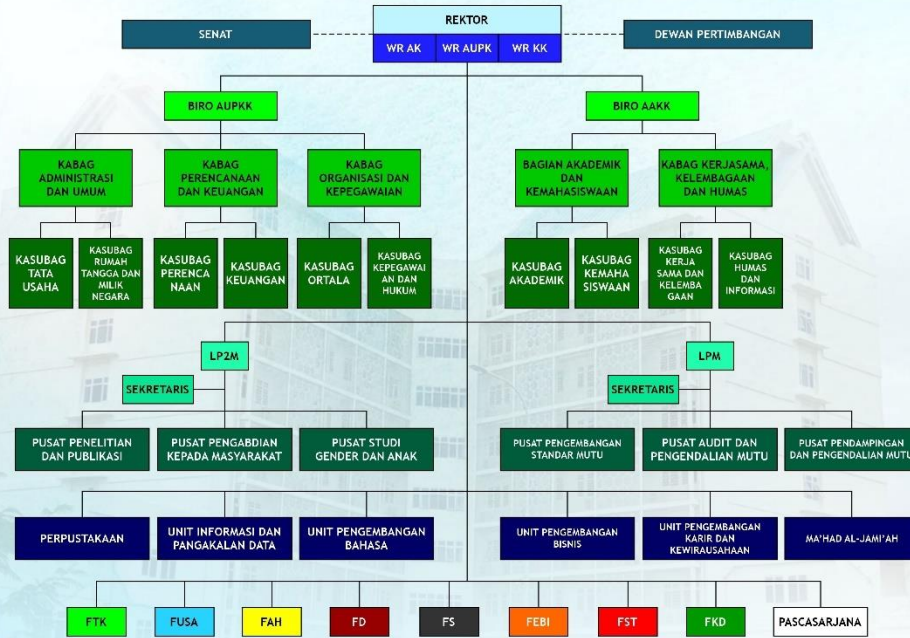 REKTOR
SENAT
DEWAN PERTIMBANGAN
WR AK
WR AUPK
WR KK
BIRO AUPKK
BIRO AAKK
KABAG
ADMINISTRASI
DAN UMUM
KABAG
PERENCANAAN
DAN KEUANGAN
KABAG
ORGANISASI DAN
KEPEGAWAIAN
BAGIAN AKADEMIK
DAN
KEMAHASISWAAN
KABAG KERJASAMA,
KELEMBAGAAN
DAN HUMAS
KASUBAG
TATA
USAHA
KASUBAG
RUMAH
TANGGA DAN
MILIK
NEGARA
KASUBAG
PERENCA
NAAN
KASUBAG
KEUANGAN
KASUBAG
ORTALA
KASUBAG
KEPEGAWAI
AN DAN
HUKUM
KASUBAG
AKADEMIK
KASUBAG
KEMAHA
SISWAAN
KASUBAG
KERJA
SAMA DAN
KELEMBA
GAAN
KASUBAG
HUMAS
DAN
INFORMASI
LP2M
LPM
SEKRETARIS
SEKRETARIS
PUSAT PENELITIAN
DAN PUBLIKASI
PUSAT PENGABDIAN
KEPADA MASYARAKAT
PUSAT STUDI
GENDER DAN ANAK
PUSAT PENGEMBANGAN
STANDAR MUTU
PUSAT AUDIT DAN
PENGENDALIAN MUTU
PUSAT PENDAMPINGAN
DAN PENGENDALIAN MUTU
PERPUSTAKAAN
UNIT INFORMASI DAN
PANGAKALAN DATA
UNIT PENGEMBANGAN
BAHASA
UNIT PENGEMBANGAN
BISNIS
UNIT PENGEMBANGAN
KARIR DAN
KEWIRAUSAHAAN
MA'HAD AL-JAMI'AH
FTK
FUSA
FAH
FD
FS
FEBI
FST
FKD
PASCASARJANA